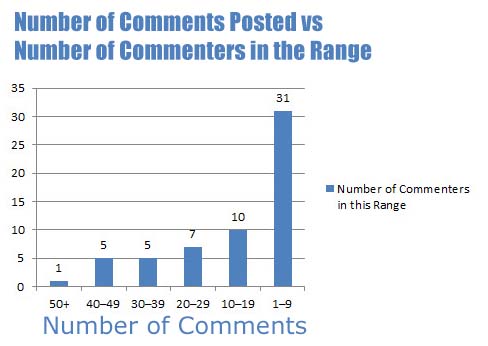 Number of Comments Posted vs
Number of Commenters in the Range
35
30
25
20
15
10
5
0
1
5
5
7
10
31
50+ 40–49 30–39 20–29 10–19 1–9
Number of Comments
Number of Commenters
in this Range